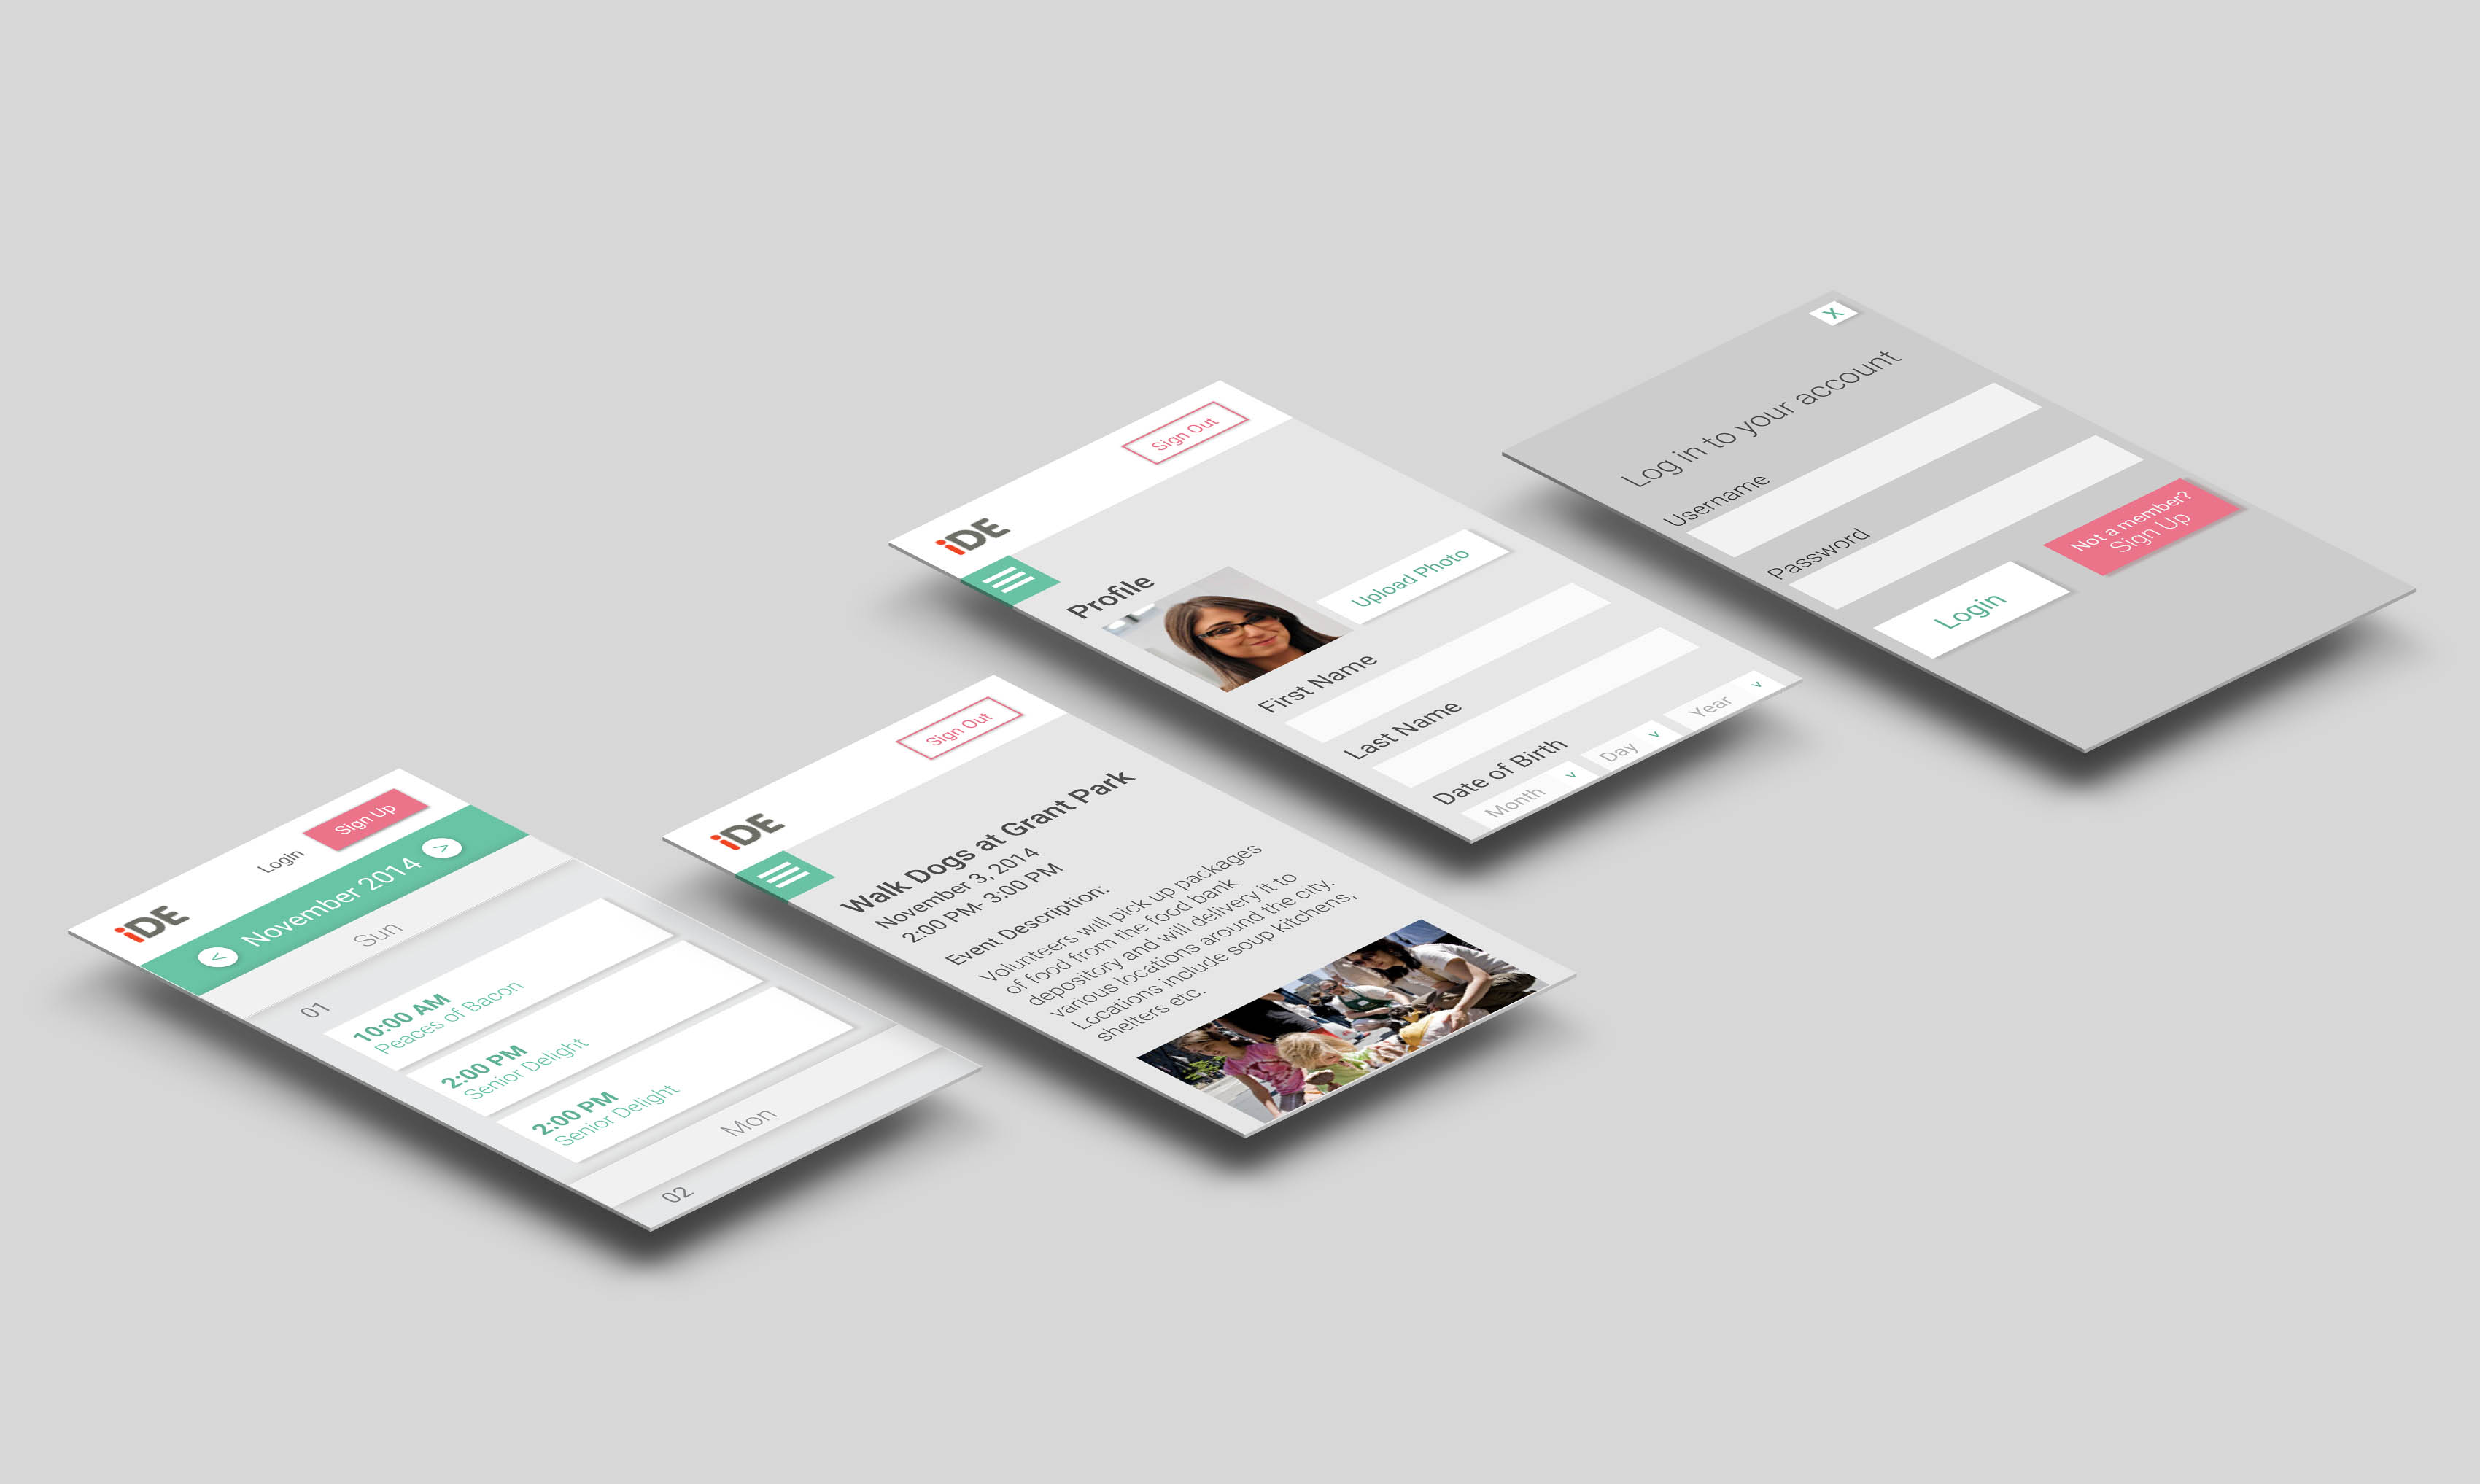 iDE
Login
Sign Up
<
November 2014
>
Sun
01
10:00 AM
Peaces of Bacon
2:00 PM
Senior Delight
2:00 PM
Senior Delight
Mon
02
iDE
Sign Out
Walk Dogs at Grant Park
November 3, 2014
2:00 PM- 3:00 PM
Event Description:
Volunteers will pick up packages
of food from the food bank
depository and will delivery it to
various locations around the city.
Locations include soup kitchens,
shelters etc.
iDE
Sign Out
Profile
Upload Photo
First Name
Last Name
Date of Birth
Month v
Day v
Year v
X
Log in to your account
Username
Password
Login
Not a member?
Sign Up